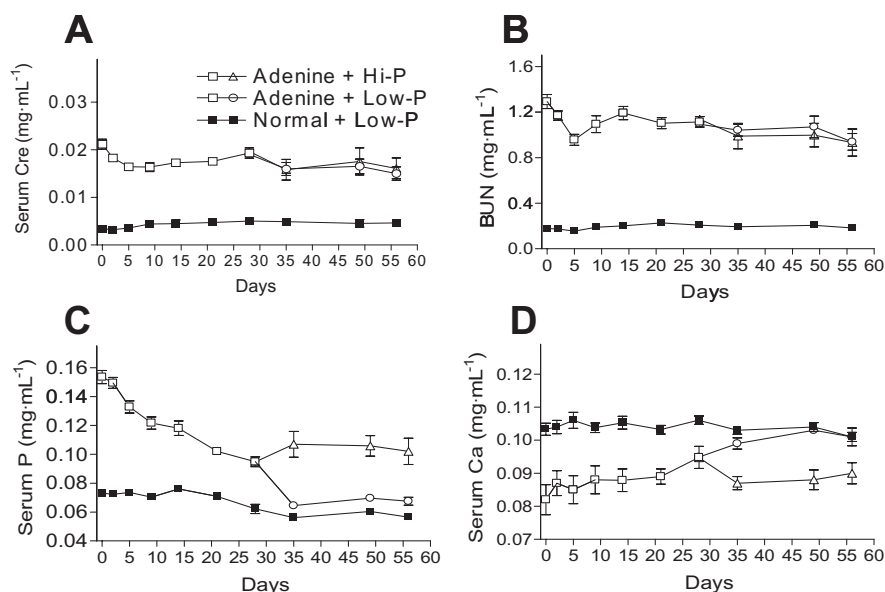 A
Serum Cre (mg·mL⁻¹)
0.03
0.02
0.01
0.00
Adenine + Hi-P
Adenine + Low-P
Normal + Low-P
0 5 10 15 20 25 30 35 40 45 50 55 60
Days
B
BUN (mg·mL⁻¹)
1.6
1.2
0.8
0.4
0.0
0 5 10 15 20 25 30 35 40 45 50 55 60
Days
C
Serum P (mg·mL⁻¹)
0.16
0.14
0.12
0.10
0.08
0.06
0.04
0 5 10 15 20 25 30 35 40 45 50 55 60
Days
D
Serum Ca (mg·mL⁻¹)
0.12
0.11
0.10
0.09
0.08
0.07
0 5 10 15 20 25 30 35 40 45 50 55 60
Days